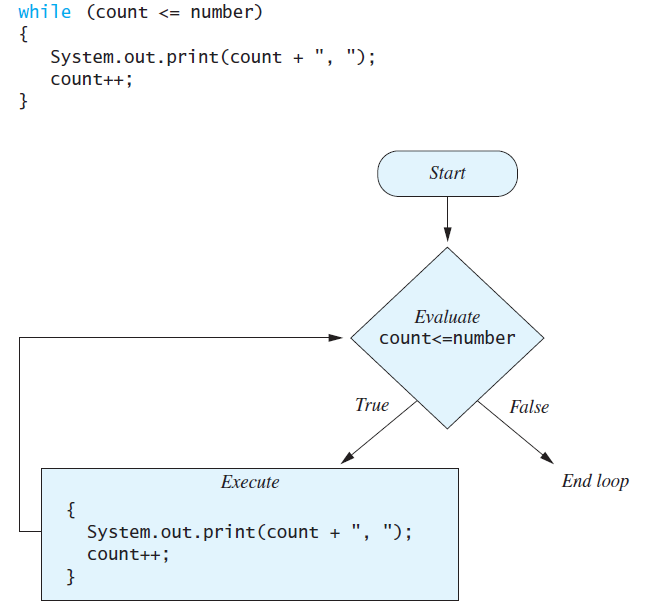 while (count <= number)
{
   System.out.print(count + ", ");
   count++;
}
Start
Evaluate
count<=number
True
False
Execute
End loop
{
  System.out.print(count + ", ");
  count++;
}